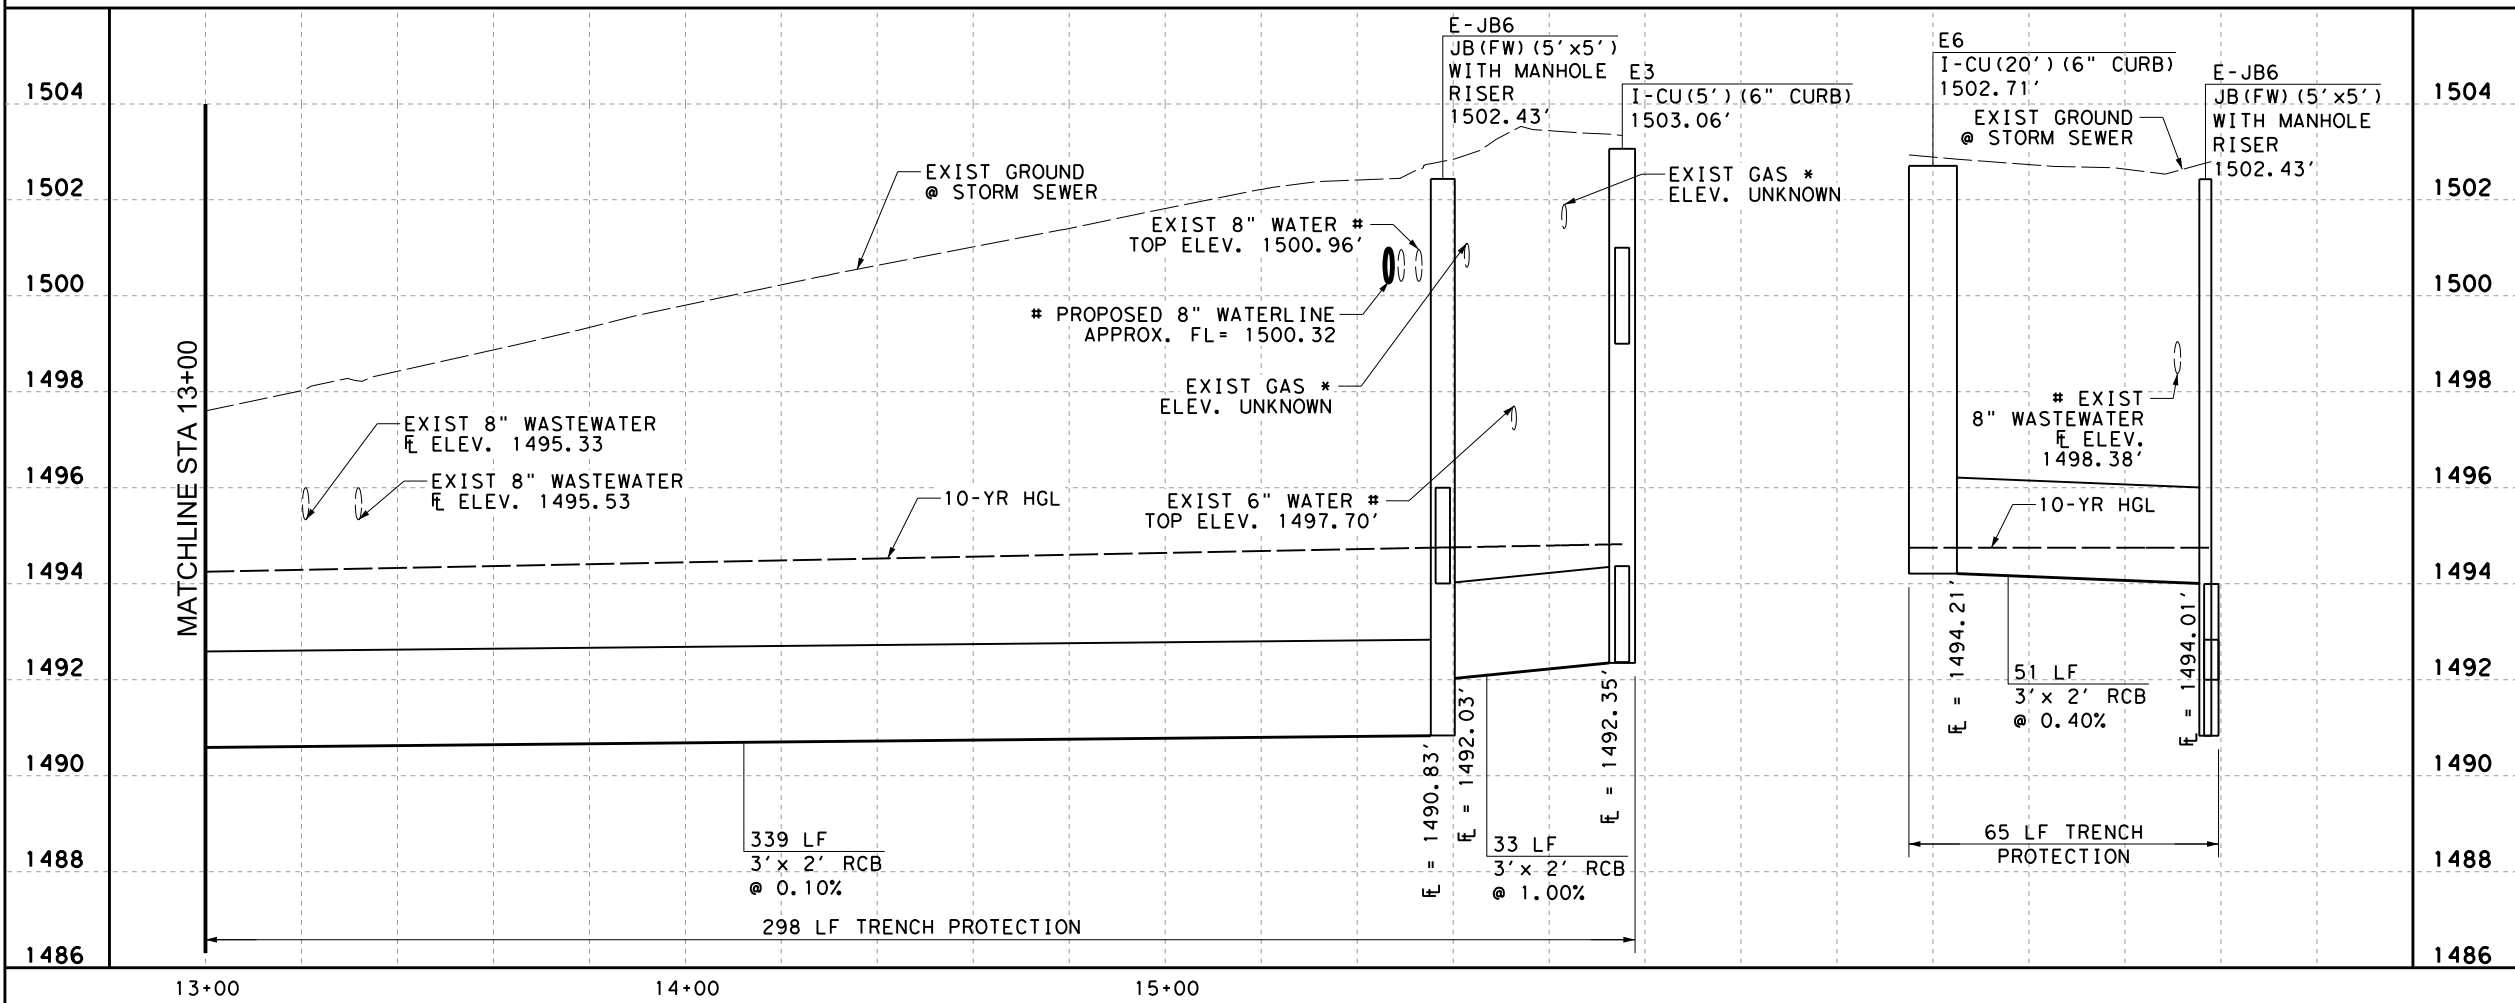 1504
1502
1500
1498
1496
1494
1492
1490
1488
1486
MATCHLINE STA 13+00
EXIST GROUND
@ STORM SEWER
EXIST 8" WASTEWATER
FL ELEV. 1495.33
EXIST 8" WASTEWATER
FL ELEV. 1495.53
10-YR HGL
EXIST 8" WATER #
TOP ELEV. 1500.96'
# PROPOSED 8" WATERLINE
APPROX. FL= 1500.32
EXIST GAS *
ELEV. UNKNOWN
EXIST 6" WATER #
TOP ELEV. 1497.70'
E-JB6
JB(FW)(5'x5')
WITH MANHOLE
RISER
1502.43'
E3
I-CU(5')(6" CURB)
1503.06'
EXIST GAS *
ELEV. UNKNOWN
FL = 1490.83'
FL = 1492.03'
FL = 1492.35'
339 LF
3'x 2' RCB
@ 0.10%
33 LF
3'x 2' RCB
@ 1.00%
298 LF TRENCH PROTECTION
E6
I-CU(20')(6" CURB)
1502.71'
EXIST GROUND
@ STORM SEWER
E-JB6
JB(FW)(5'x5')
WITH MANHOLE
RISER
1502.43'
# EXIST
8" WASTEWATER
FL ELEV.
1498.38'
10-YR HGL
FL = 1494.21'
51 LF
3'x 2' RCB
@ 0.40%
FL = 1494.01'
65 LF TRENCH
PROTECTION
1504
1502
1500
1498
1496
1494
1492
1490
1488
1486
13+00
14+00
15+00